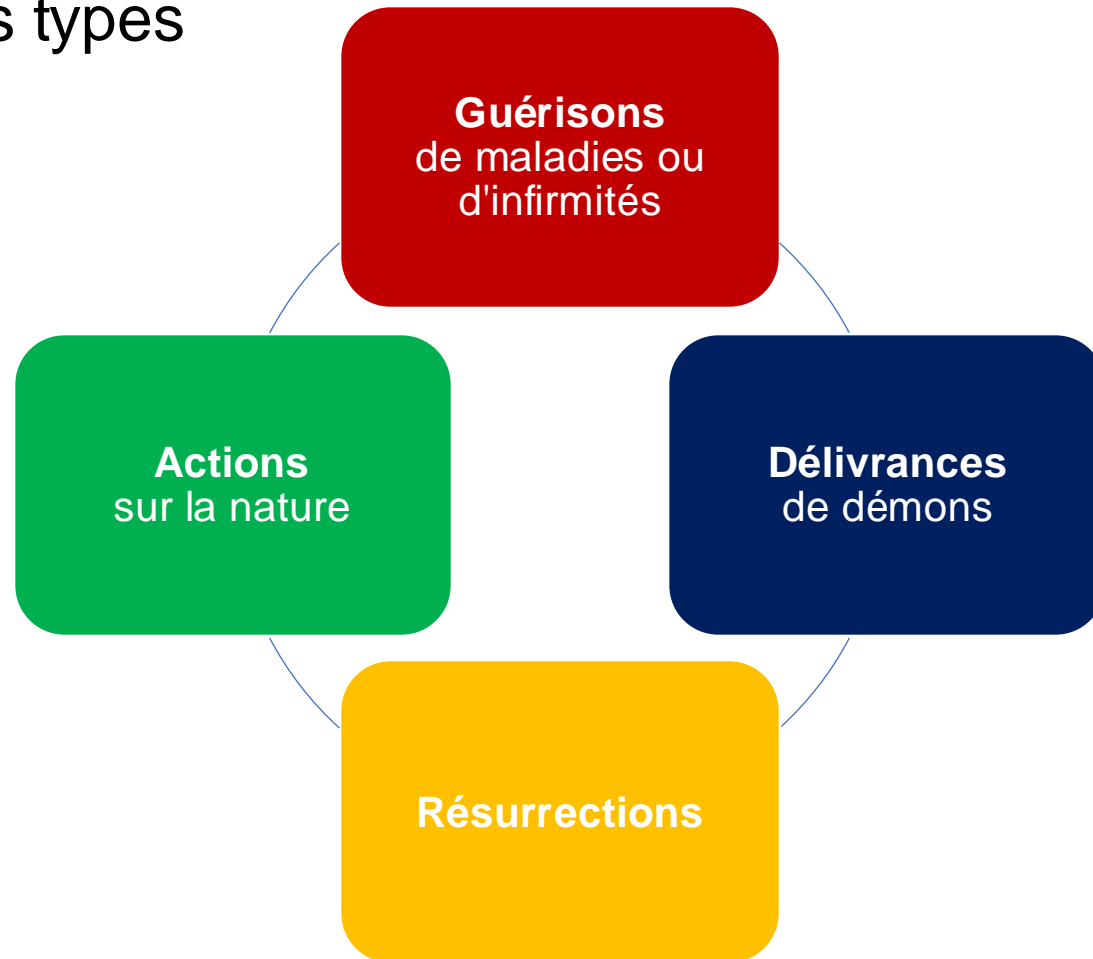 s types
Guérisons
de maladies ou
d'infirmités
Actions
sur la nature
Délivrances
de démons
Résurrections